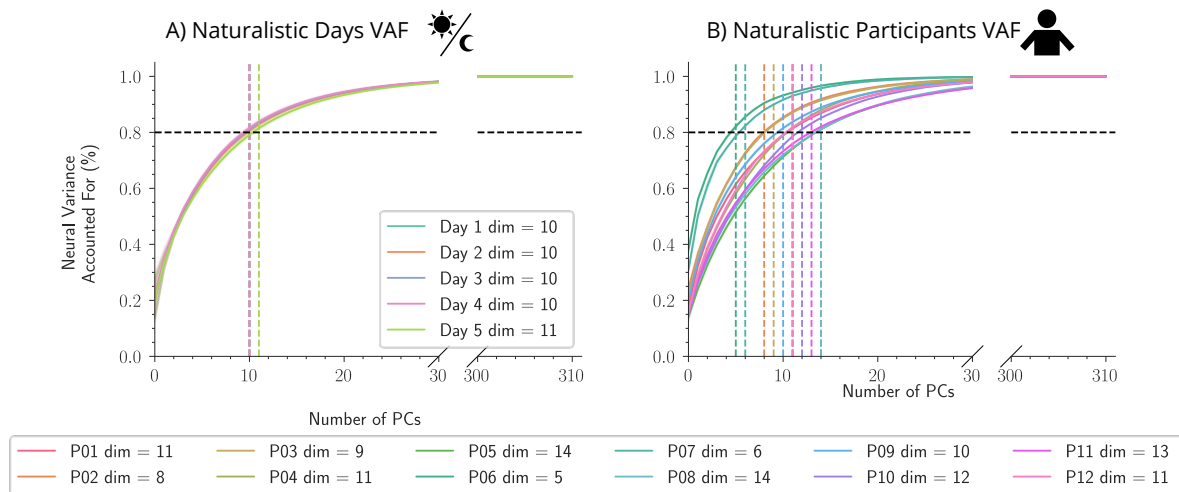 A) Naturalistic Days VAF
B) Naturalistic Participants VAF
Neural Variance
Accounted For (%)
1.0
0.8
0.6
0.4
0.2
0.0
0
10
20
30
300
310
Number of PCs
Day 1 dim = 10
Day 2 dim = 10
Day 3 dim = 10
Day 4 dim = 10
Day 5 dim = 11
1.0
0.8
0.6
0.4
0.2
0.0
0
10
20
30
300
310
Number of PCs
P01 dim = 11
P02 dim = 8
P03 dim = 9
P04 dim = 11
P05 dim = 14
P06 dim = 5
P07 dim = 6
P08 dim = 14
P09 dim = 10
P10 dim = 12
P11 dim = 13
P12 dim = 11